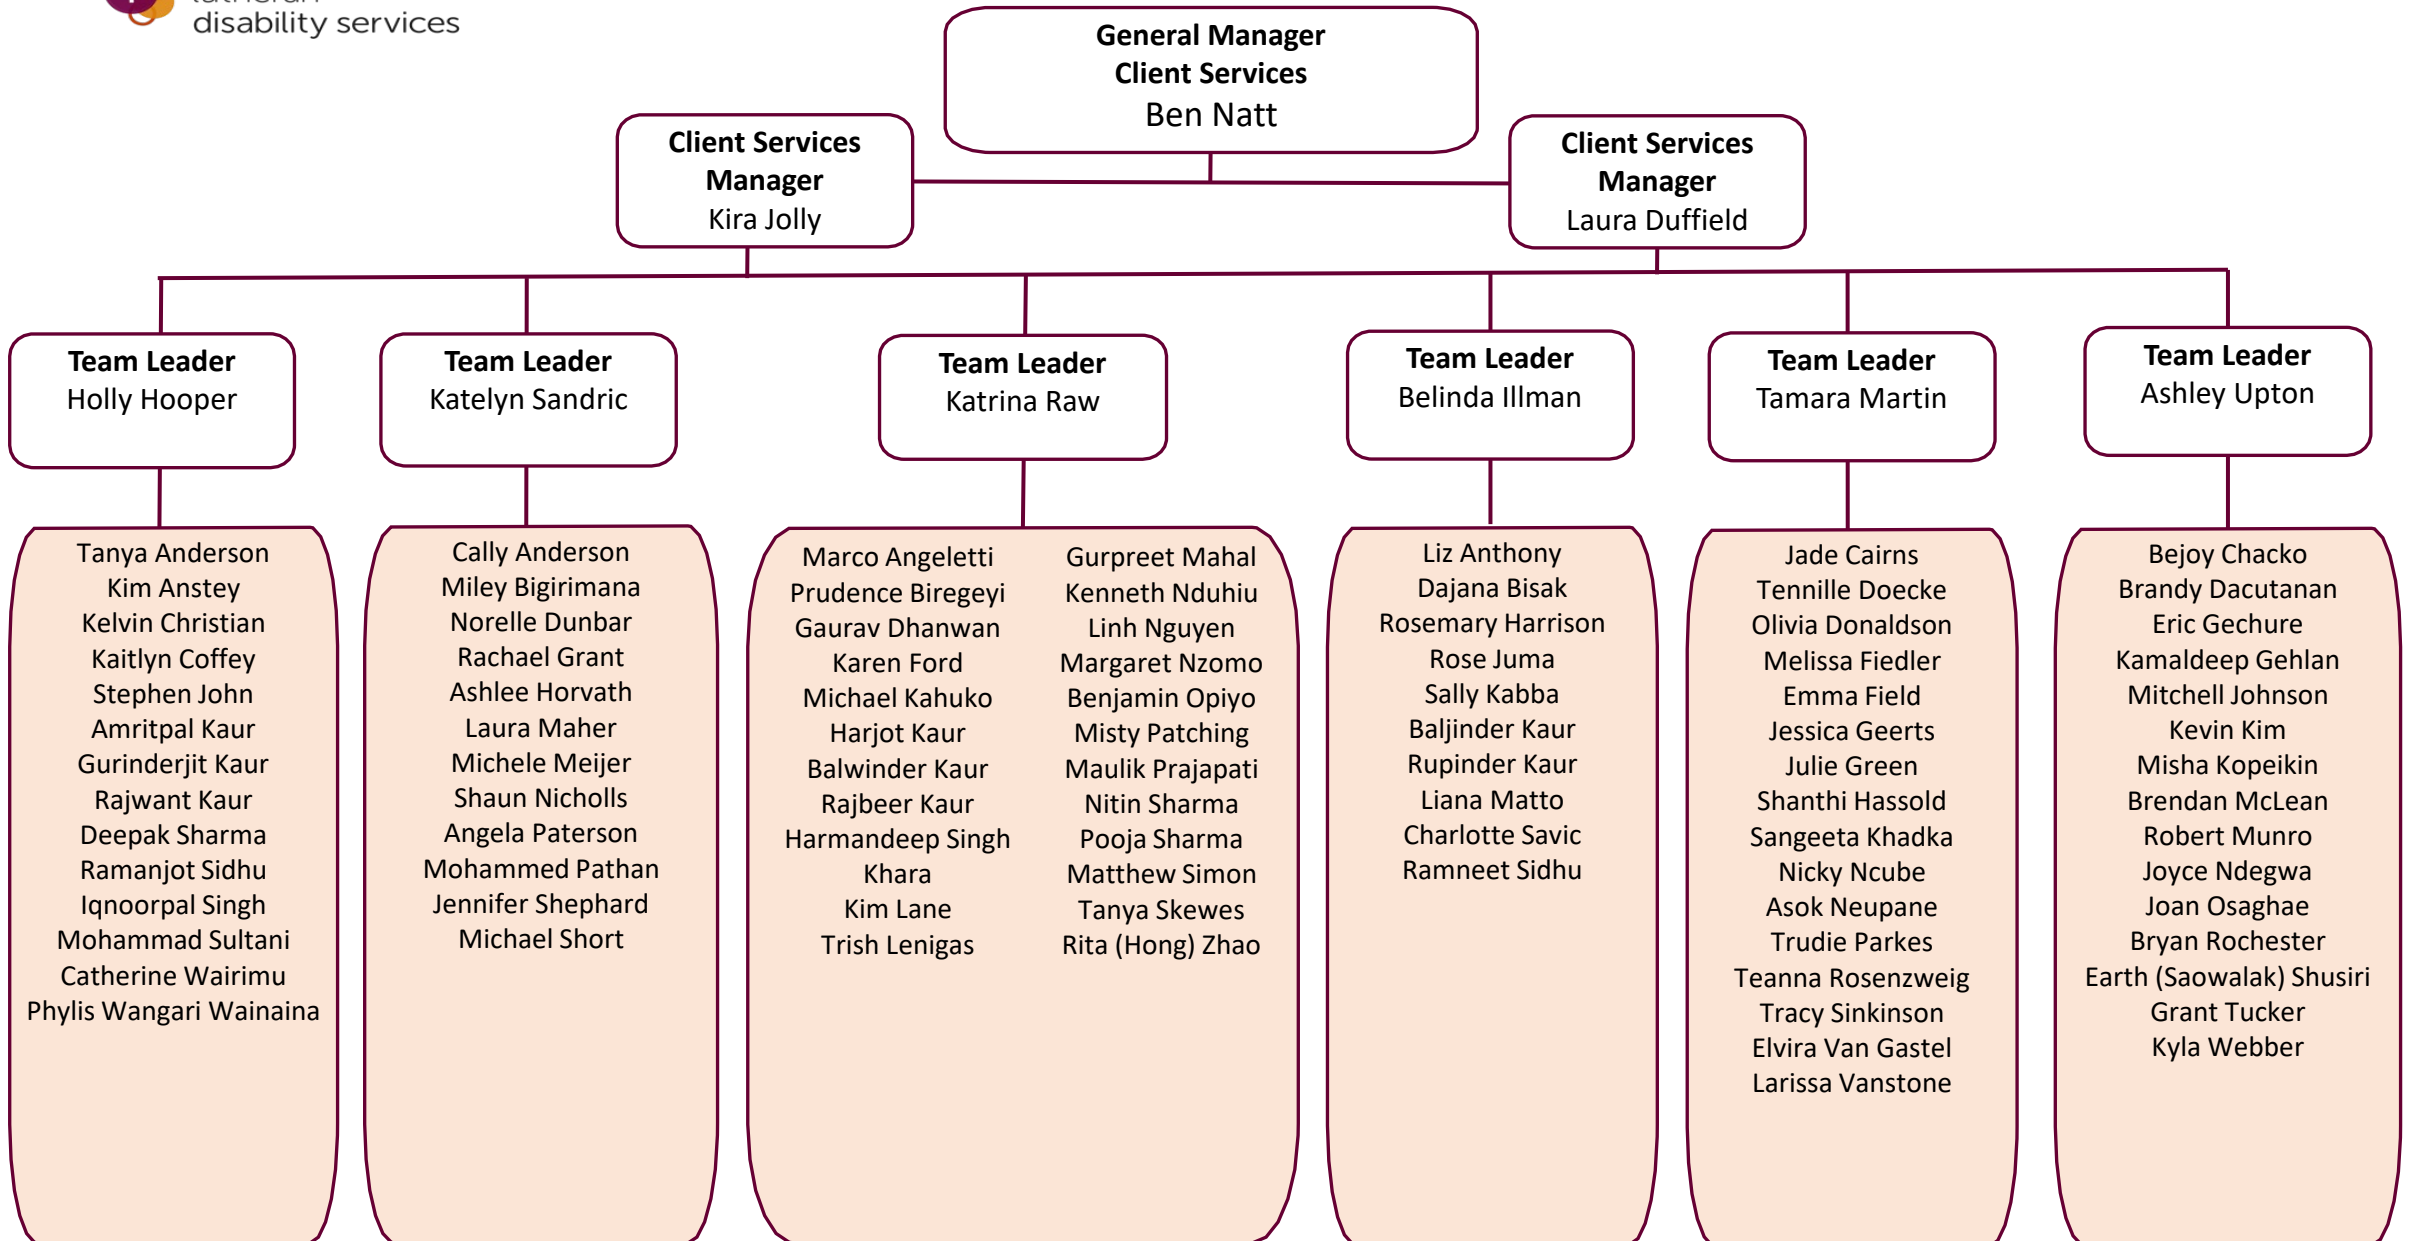 disability services
General Manager
Client Services
Ben Natt
Client Services
Manager
Kira Jolly
Client Services
Manager
Laura Duffield
Team Leader
Holly Hooper
Team Leader
Katelyn Sandric
Team Leader
Katrina Raw
Team Leader
Belinda Illman
Team Leader
Tamara Martin
Team Leader
Ashley Upton
Tanya Anderson
Kim Anstey
Kelvin Christian
Kaitlyn Coffey
Stephen John
Amritpal Kaur
Gurinderjit Kaur
Rajwant Kaur
Deepak Sharma
Ramanjot Sidhu
Iqnoorpal Singh
Mohammad Sultani
Catherine Wairimu
Phylis Wangari Wainaina
Cally Anderson
Miley Bigirimana
Norelle Dunbar
Rachael Grant
Ashlee Horvath
Laura Maher
Michele Meijer
Shaun Nicholls
Angela Paterson
Mohammed Pathan
Jennifer Shephard
Michael Short
Marco Angeletti
Prudence Biregeyi
Gaurav Dhanwan
Karen Ford
Michael Kahuko
Harjot Kaur
Balwinder Kaur
Rajbeer Kaur
Harmandeep Singh
Khara
Kim Lane
Trish Lenigas
Gurpreet Mahal
Kenneth Nduhiu
Linh Nguyen
Margaret Nzomo
Benjamin Opiyo
Misty Patching
Maulik Prajapati
Nitin Sharma
Pooja Sharma
Matthew Simon
Tanya Skewes
Rita (Hong) Zhao
Liz Anthony
Dajana Bisak
Rosemary Harrison
Rose Juma
Sally Kabba
Baljinder Kaur
Rupinder Kaur
Liana Matto
Charlotte Savic
Ramneet Sidhu
Jade Cairns
Tennille Doecke
Olivia Donaldson
Melissa Fiedler
Emma Field
Jessica Geerts
Julie Green
Shanthi Hassold
Sangeeta Khadka
Nicky Ncube
Asok Neupane
Trudie Parkes
Teanna Rosenzweig
Tracy Sinkinson
Elvira Van Gastel
Larissa Vanstone
Bejoy Chacko
Brandy Dacutanan
Eric Gechure
Kamaldeep Gehlan
Mitchell Johnson
Kevin Kim
Misha Kopeikin
Brendan McLean
Robert Munro
Joyce Ndegwa
Joan Osaghae
Bryan Rochester
Earth (Saowalak) Shusiri
Grant Tucker
Kyla Webber